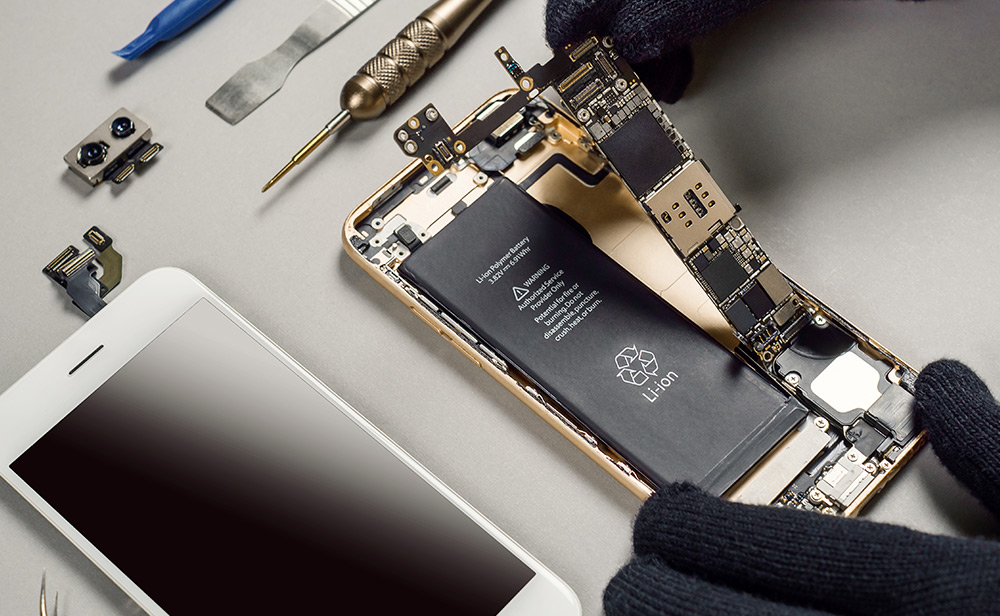 Li-ion Polymer Battery
3.82V ⎓ 6.91Whr
WARNING
Authorized Service
Provider Only
Potential for fire or
burning. Do not
disassemble, puncture,
crush, heat, or burn.
Li-ion